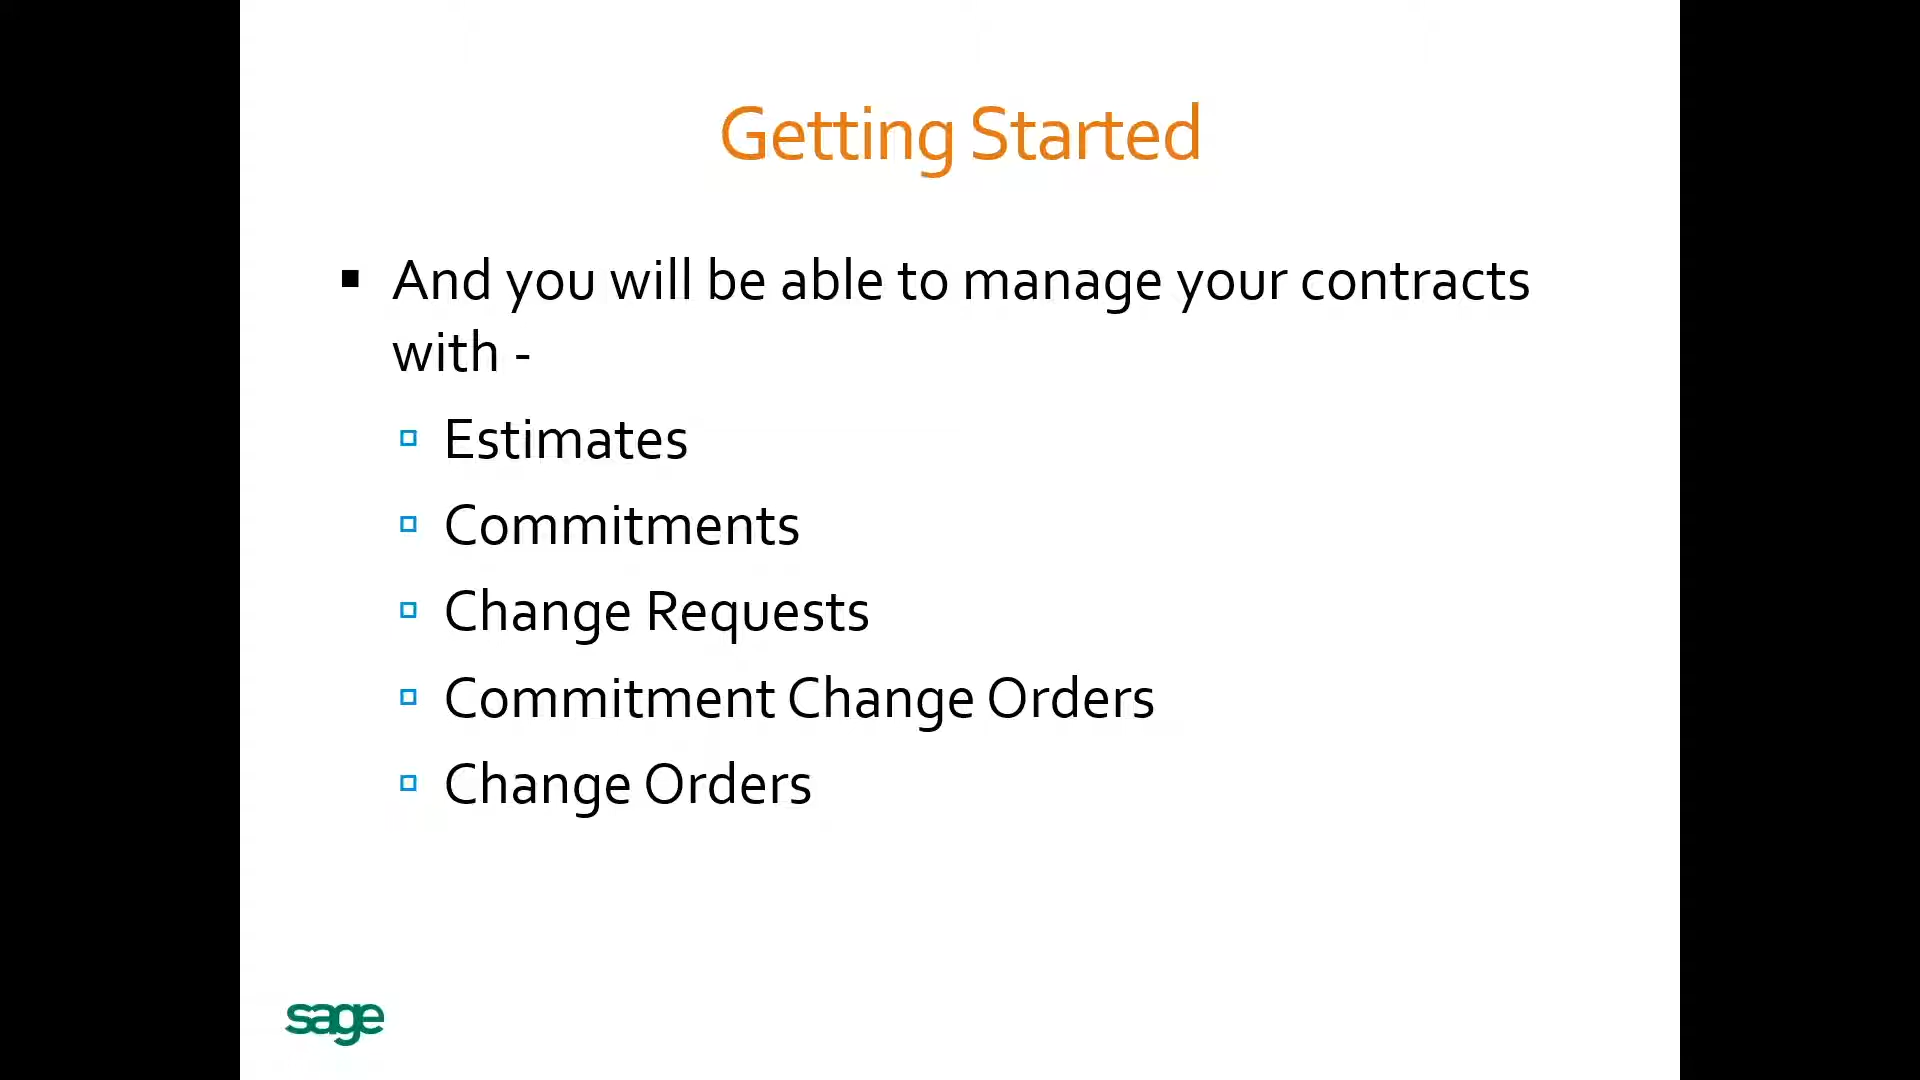 Getting Started
And you will be able to manage your contracts
with -
Estimates
Commitments
Change Requests
Commitment Change Orders
Change Orders
sage